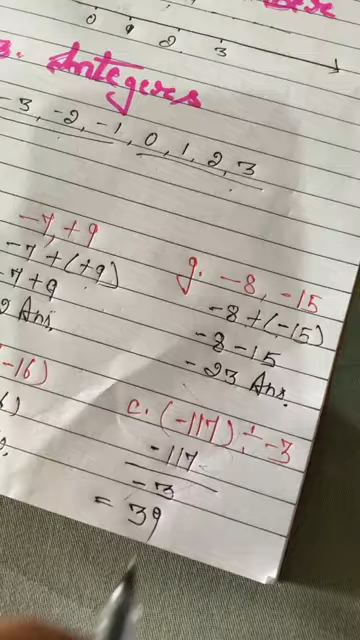 0 1 2 3
3. Integers
-3, -2, -1, 0, 1, 2, 3
-7, +9
-7 + (+9)
-7 + 9
Ans.
g. -8, -15
-8 + (-15)
-8 - 15
-23 Ans.
-16)
c. (-117) ÷ -3
-117
-3
= 39